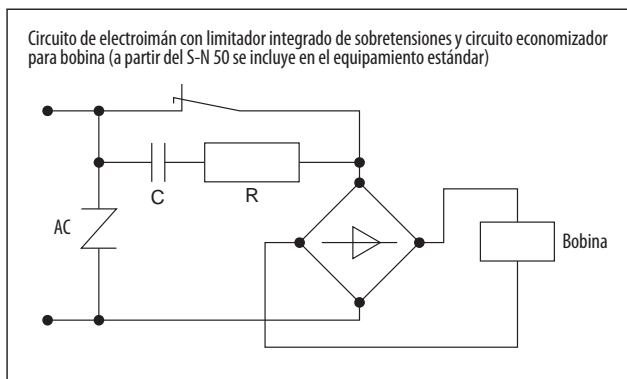 Circuito de electroimán con limitador integrado de sobretensiones y circuito economizador
para bobina (a partir del S-N 50 se incluye en el equipamiento estándar)
C
R
AC
Bobina